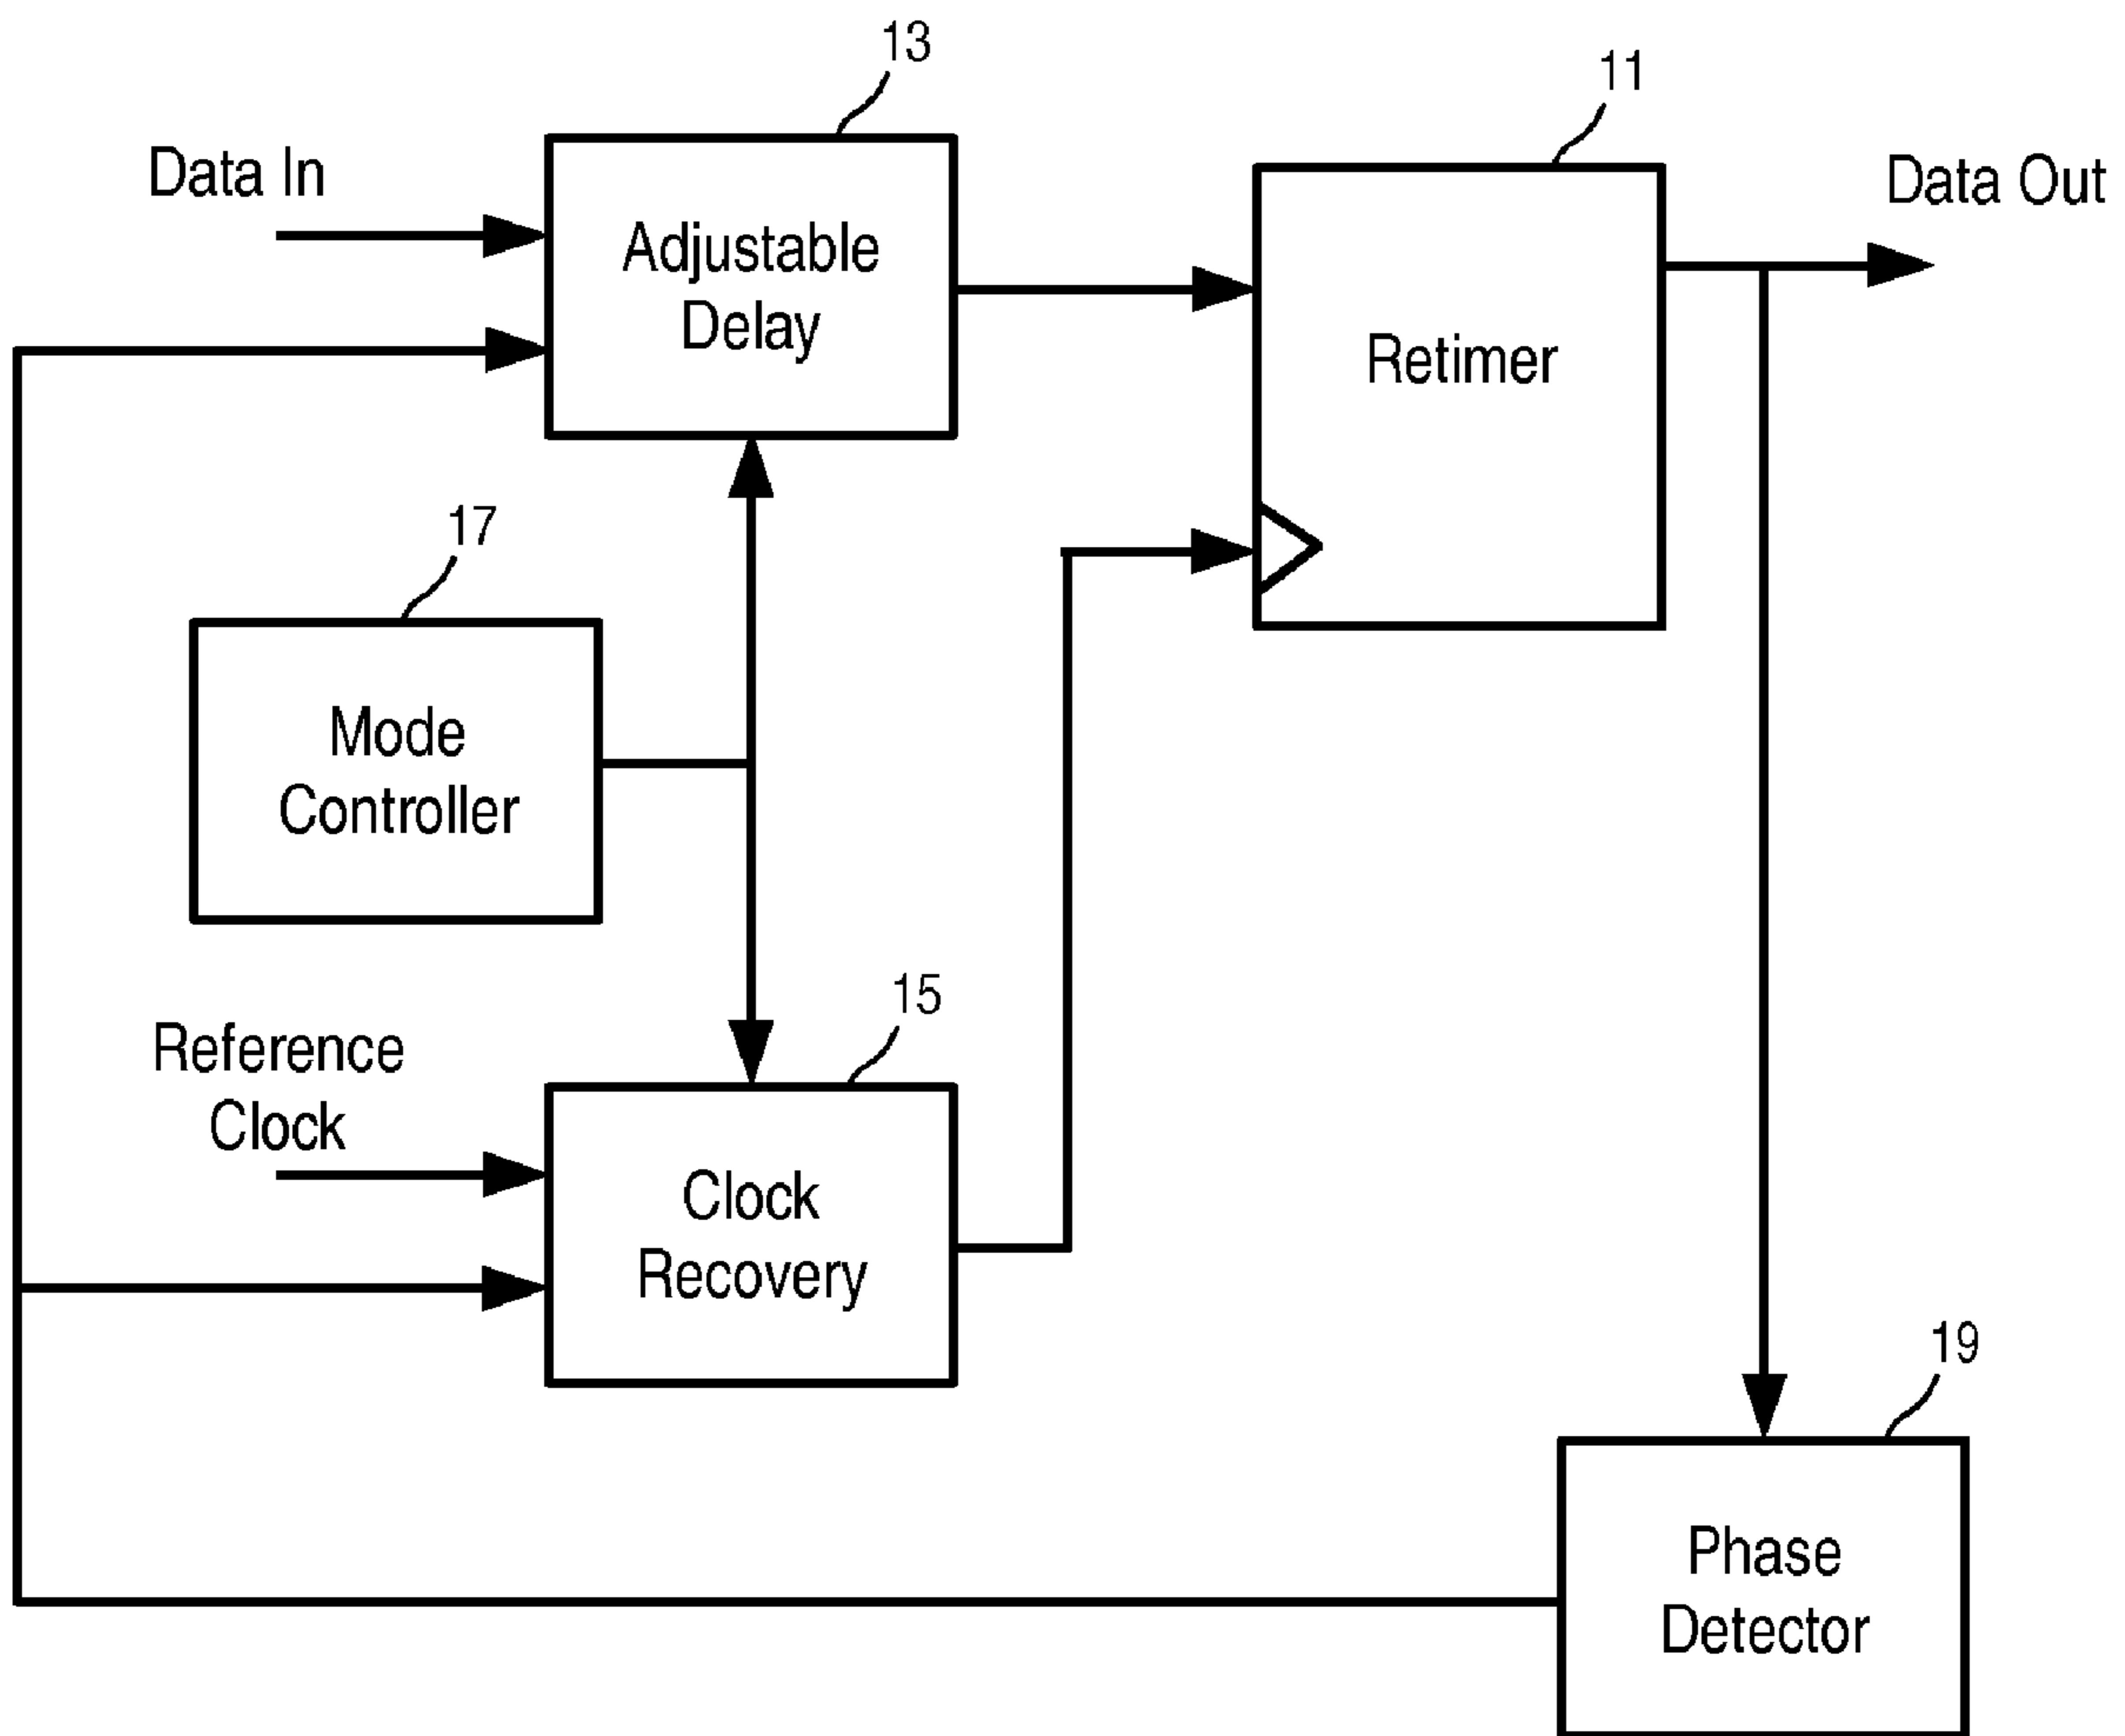 13
11
Data In
Data Out
Adjustable
Delay
Retimer
17
Mode
Controller
15
Reference
Clock
Clock
Recovery
19
Phase
Detector